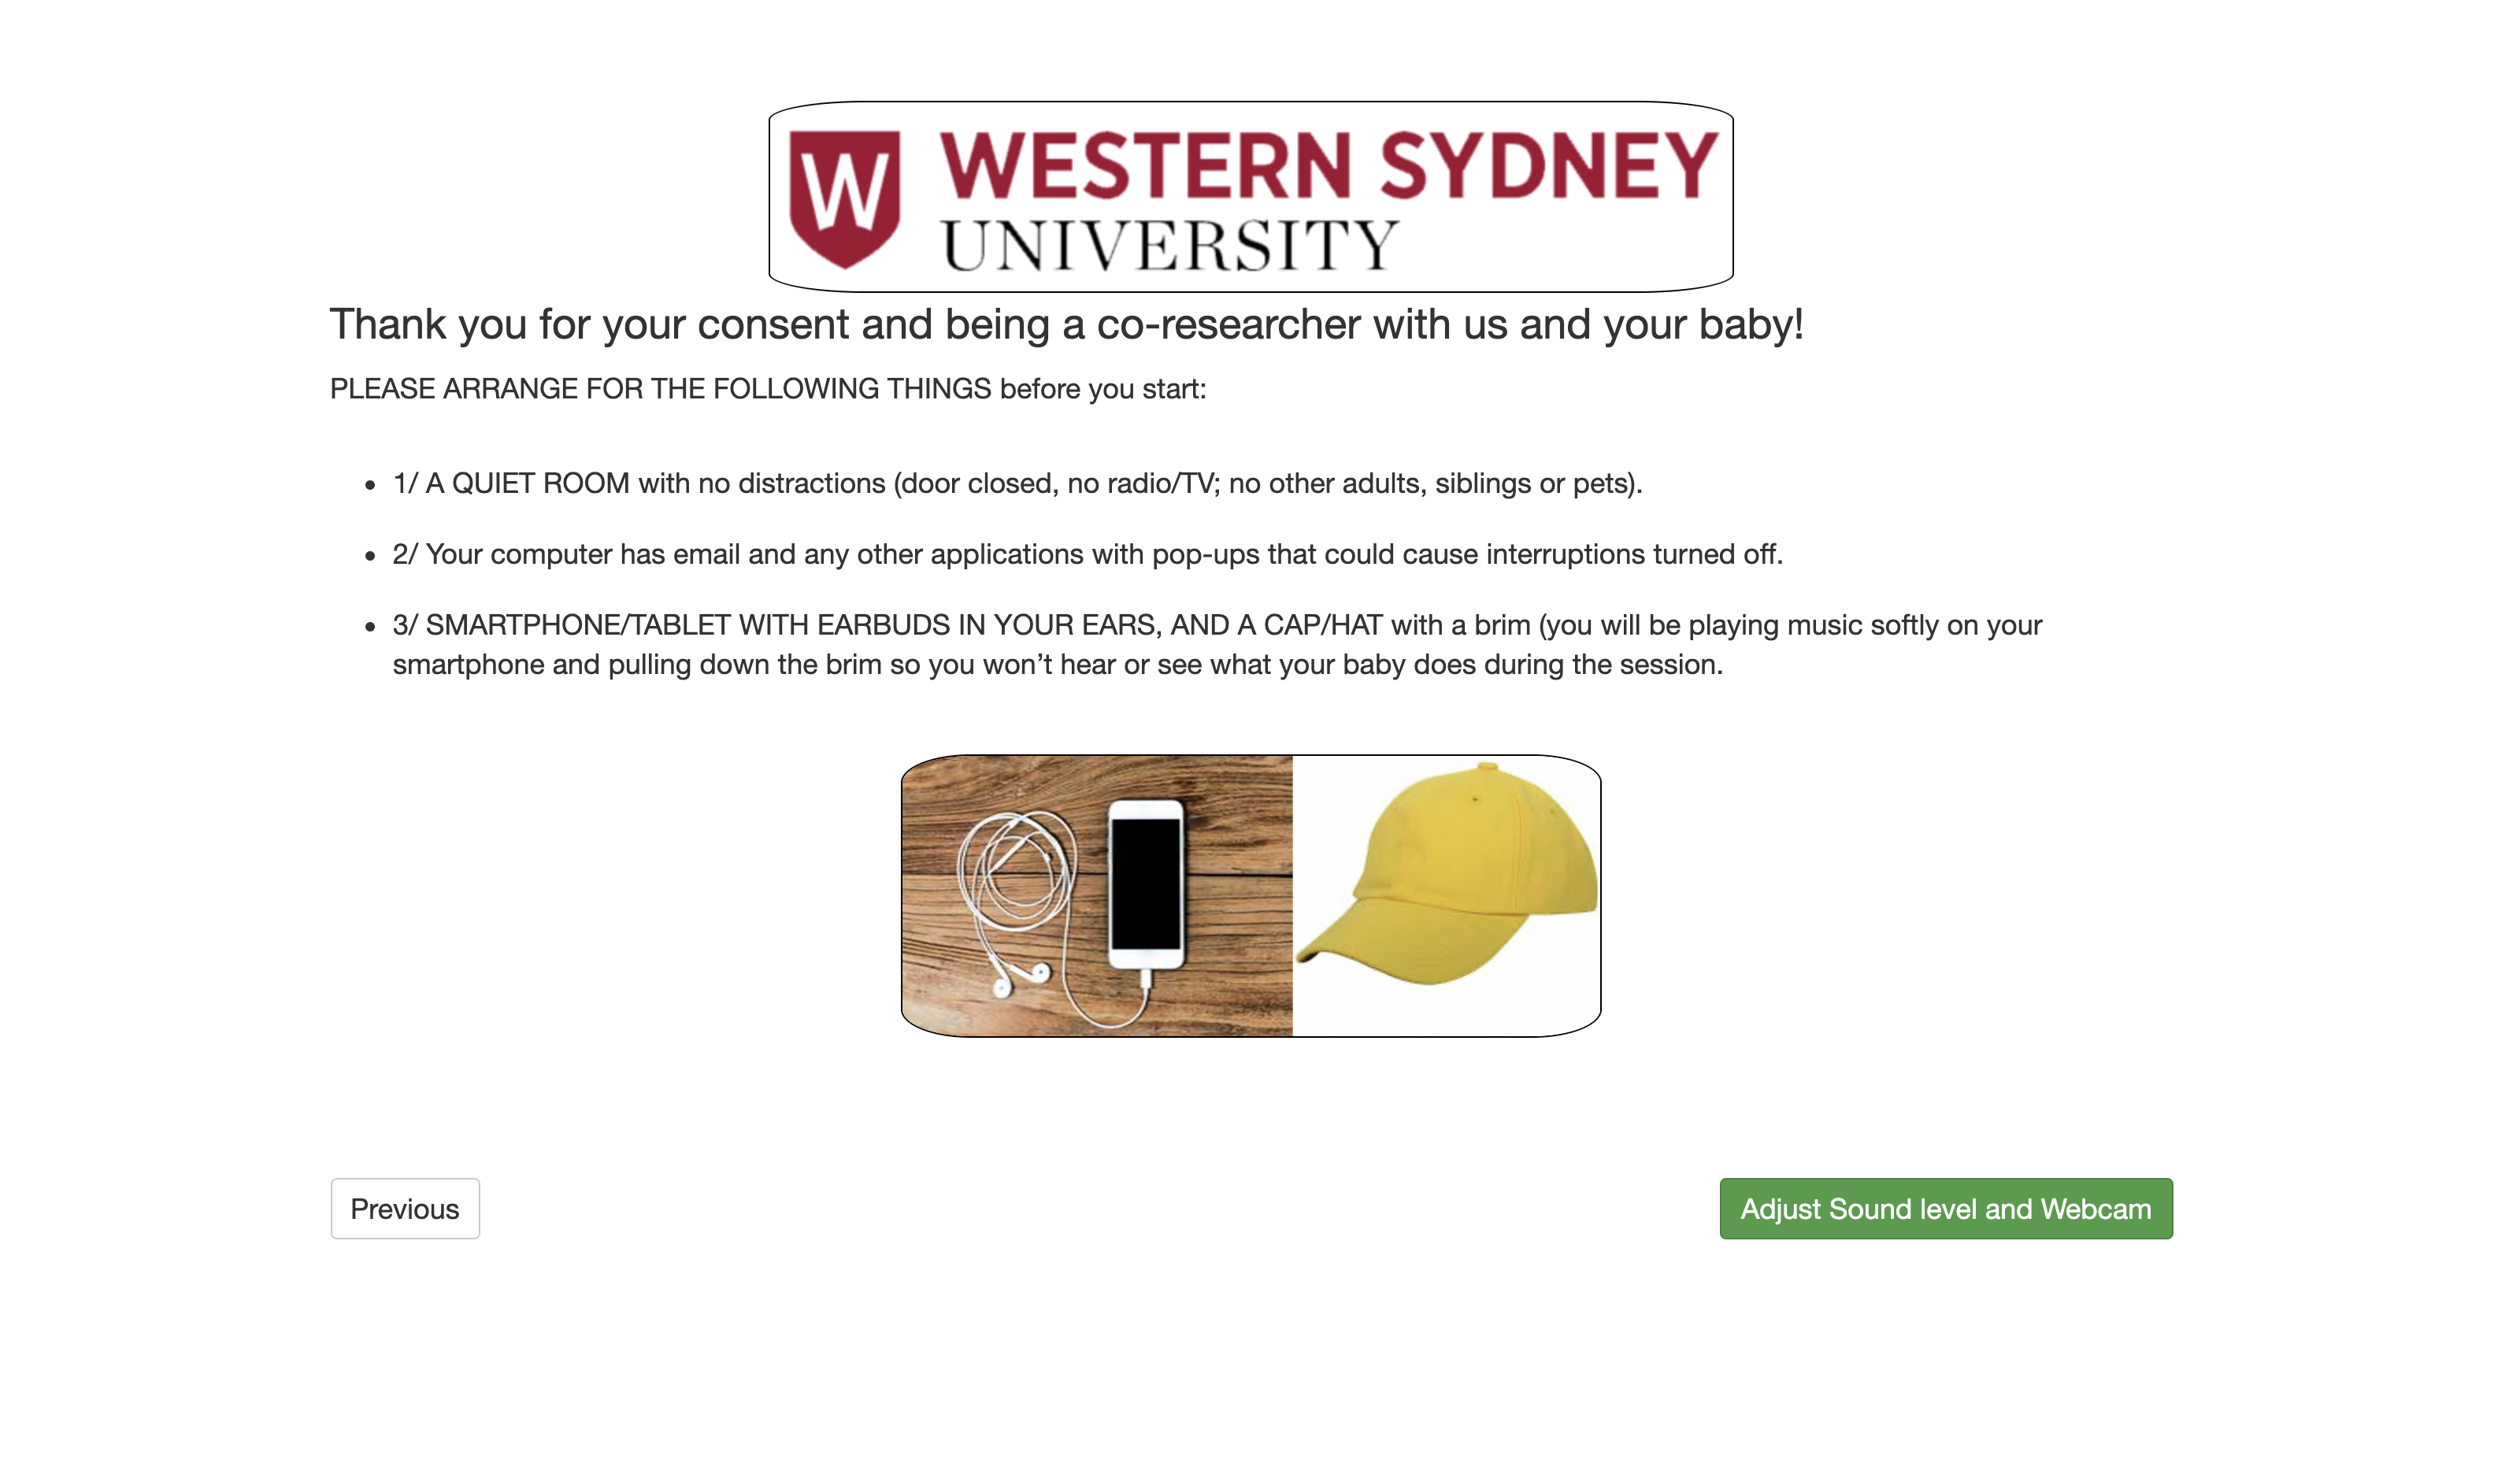 W WESTERN SYDNEY
UNIVERSITY
Thank you for your consent and being a co-researcher with us and your baby!
PLEASE ARRANGE FOR THE FOLLOWING THINGS before you start:
• 1/ A QUIET ROOM with no distractions (door closed, no radio/TV; no other adults, siblings or pets).
• 2/ Your computer has email and any other applications with pop-ups that could cause interruptions turned off.
• 3/ SMARTPHONE/TABLET WITH EARBUDS IN YOUR EARS, AND A CAP/HAT with a brim (you will be playing music softly on your
smartphone and pulling down the brim so you won’t hear or see what your baby does during the session.
Previous
Adjust Sound level and Webcam